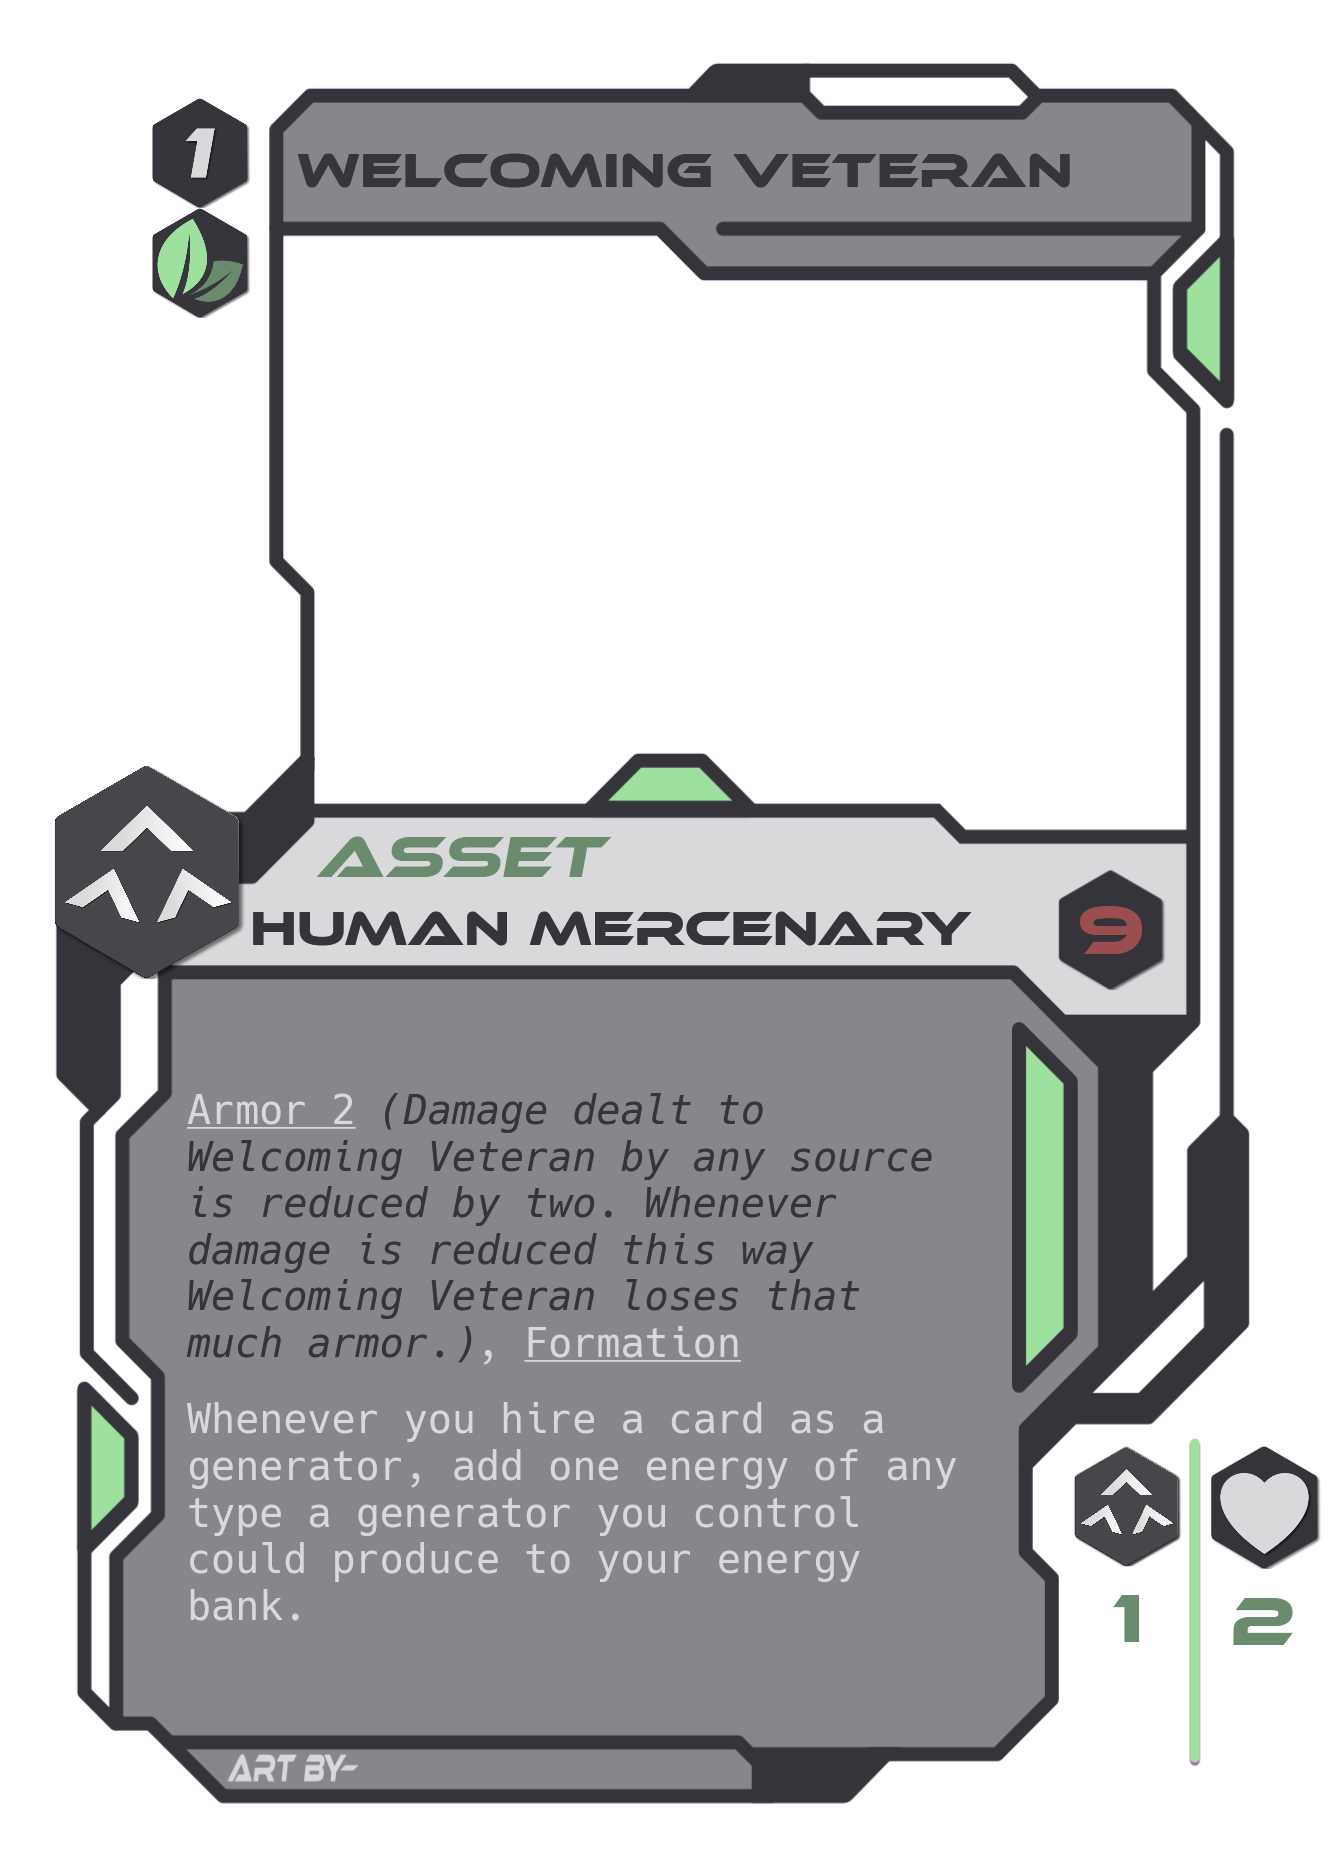 1
WELCOMING VETERAN
ASSET
HUMAN MERCENARY
9
Armor 2 (Damage dealt to
Welcoming Veteran by any source
is reduced by two. Whenever
damage is reduced this way
Welcoming Veteran loses that
much armor.), Formation
Whenever you hire a card as a
generator, add one energy of any
type a generator you control
could produce to your energy
bank.
1
2
ART BY-